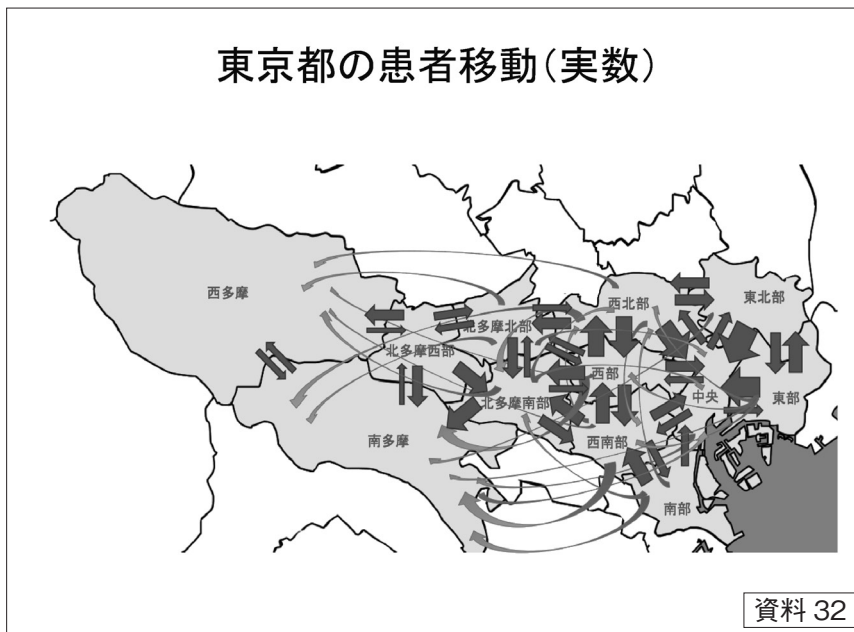 東京都の患者移動(実数)
西多摩
西北部
東北部
北多摩北部
北多摩西部
西部
中央
東部
北多摩南部
南多摩
西南部
南部
資料 32